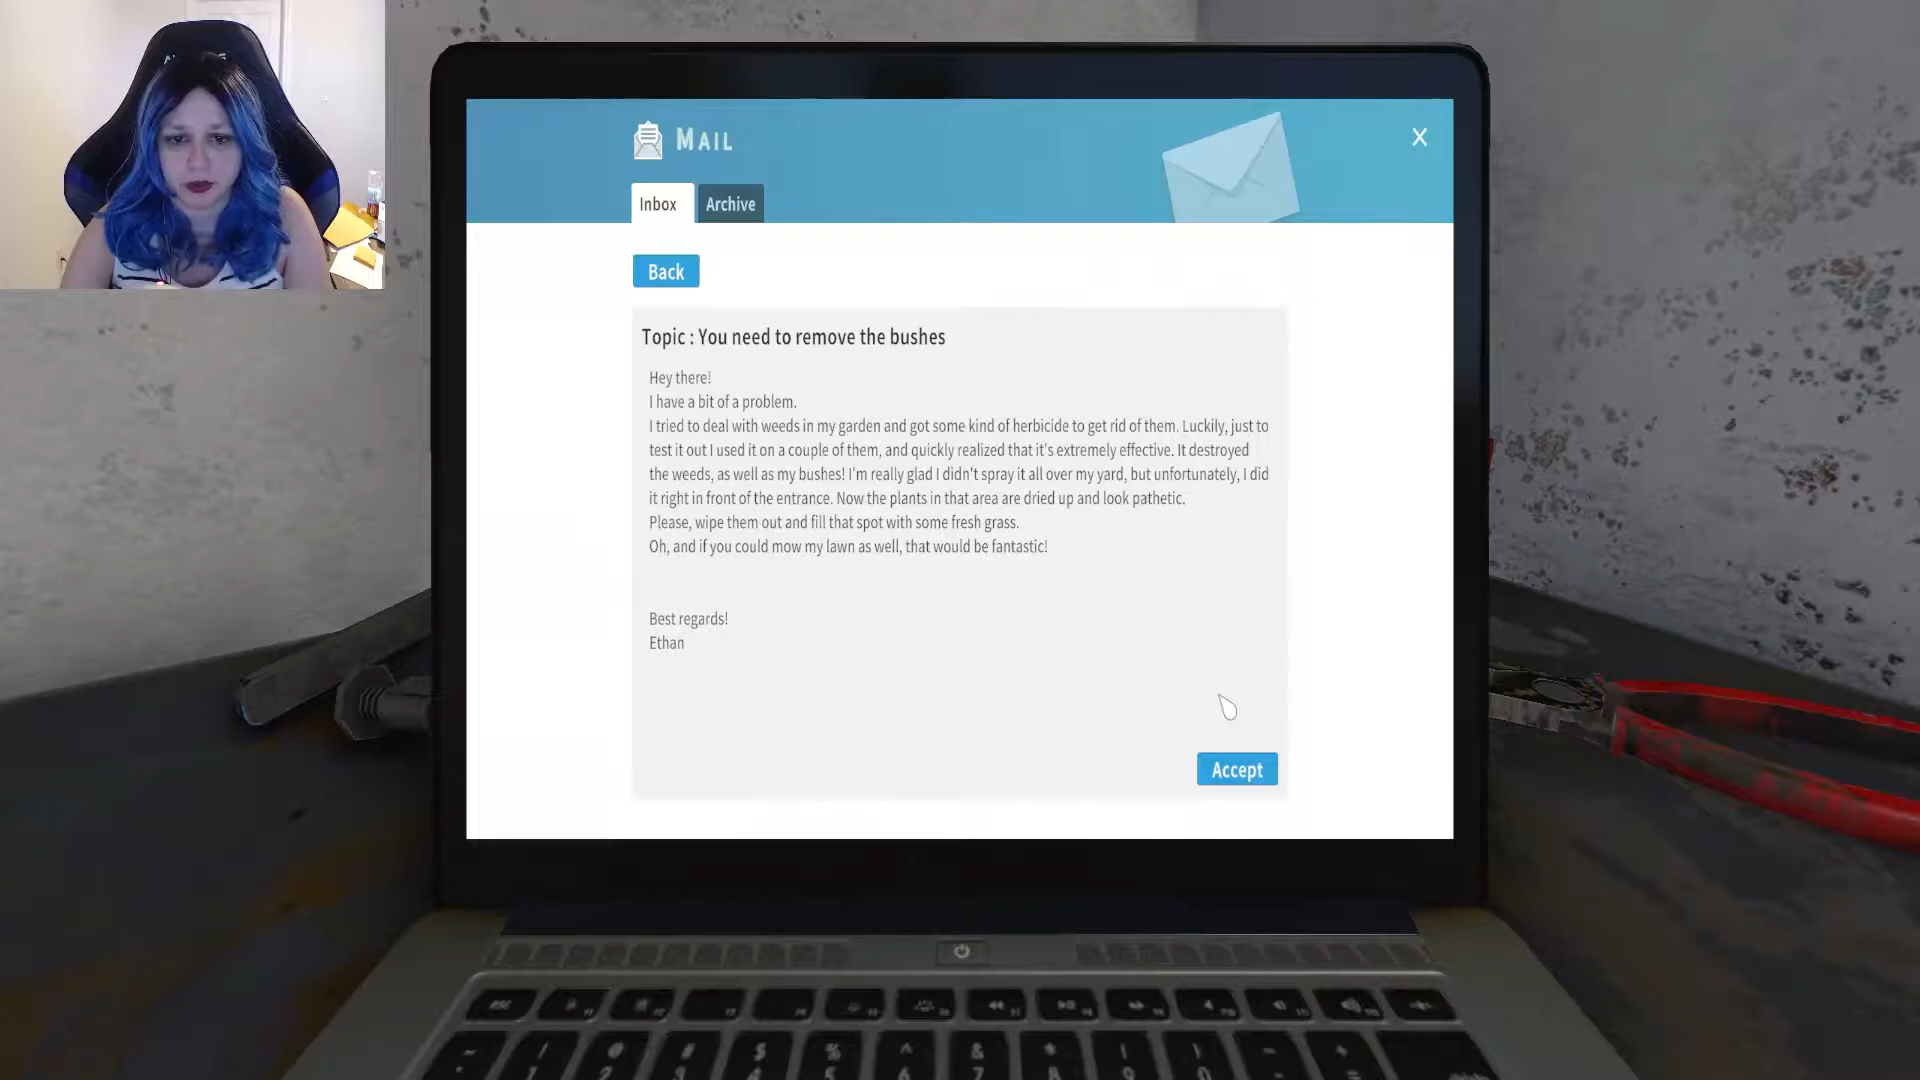 MAIL
X
Inbox
Archive
Back
Topic : You need to remove the bushes
Hey there!
I have a bit of a problem.
I tried to deal with weeds in my garden and got some kind of herbicide to get rid of them. Luckily, just to
test it out I used it on a couple of them, and quickly realized that it's extremely effective. It destroyed
the weeds, as well as my bushes! I'm really glad I didn't spray it all over my yard, but unfortunately, I did
it right in front of the entrance. Now the plants in that area are dried up and look pathetic.
Please, wipe them out and fill that spot with some fresh grass.
Oh, and if you could mow my lawn as well, that would be fantastic!
Best regards!
Ethan
Accept
esc